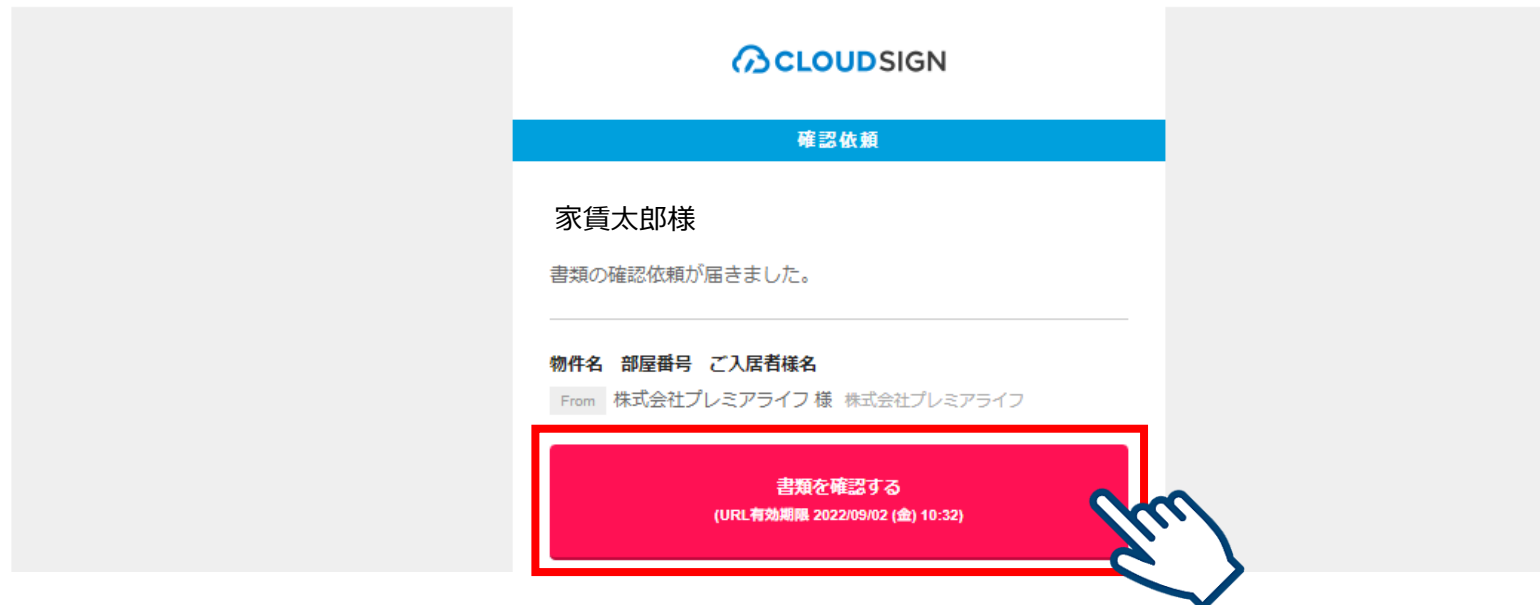 CLOUDSIGN
確認依頼
家賃太郎様
書類の確認依頼が届きました。
物件名　部屋番号　ご入居者様名
From 株式会社プレミアライフ 様 株式会社プレミアライフ
書類を確認する
(URL有効期限 2022/09/02 (金) 10:32)